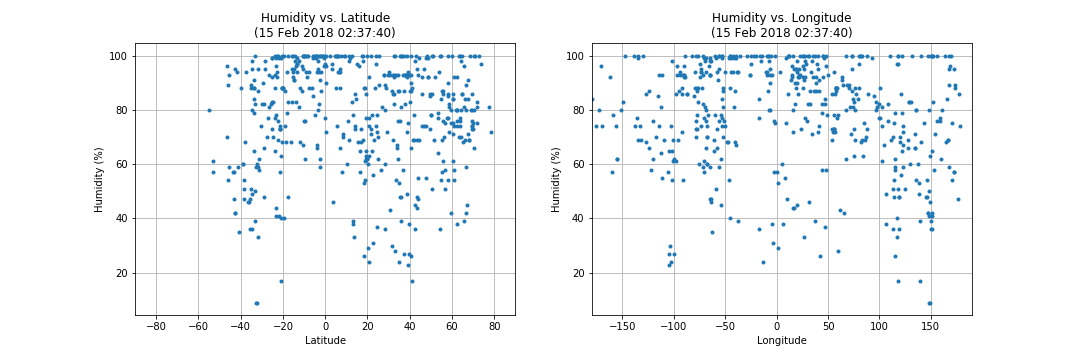 Humidity vs. Latitude
(15 Feb 2018 02:37:40)
100
80
60
40
20
Humidity (%)
−80 −60 −40 −20 0 20 40 60 80
Latitude
Humidity vs. Longitude
(15 Feb 2018 02:37:40)
100
80
60
40
20
Humidity (%)
−150 −100 −50 0 50 100 150
Longitude